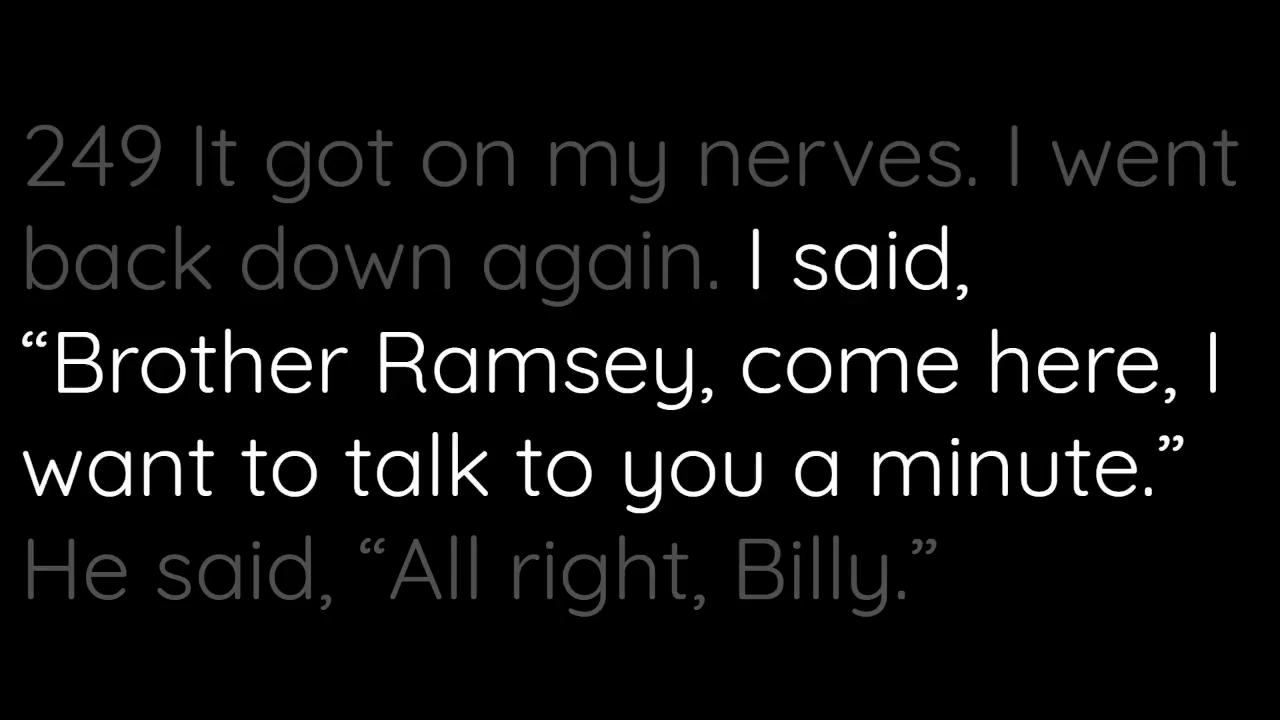 249 It got on my nerves. I went
back down again. I said,
“Brother Ramsey, come here, I
want to talk to you a minute.”
He said, “All right, Billy.”